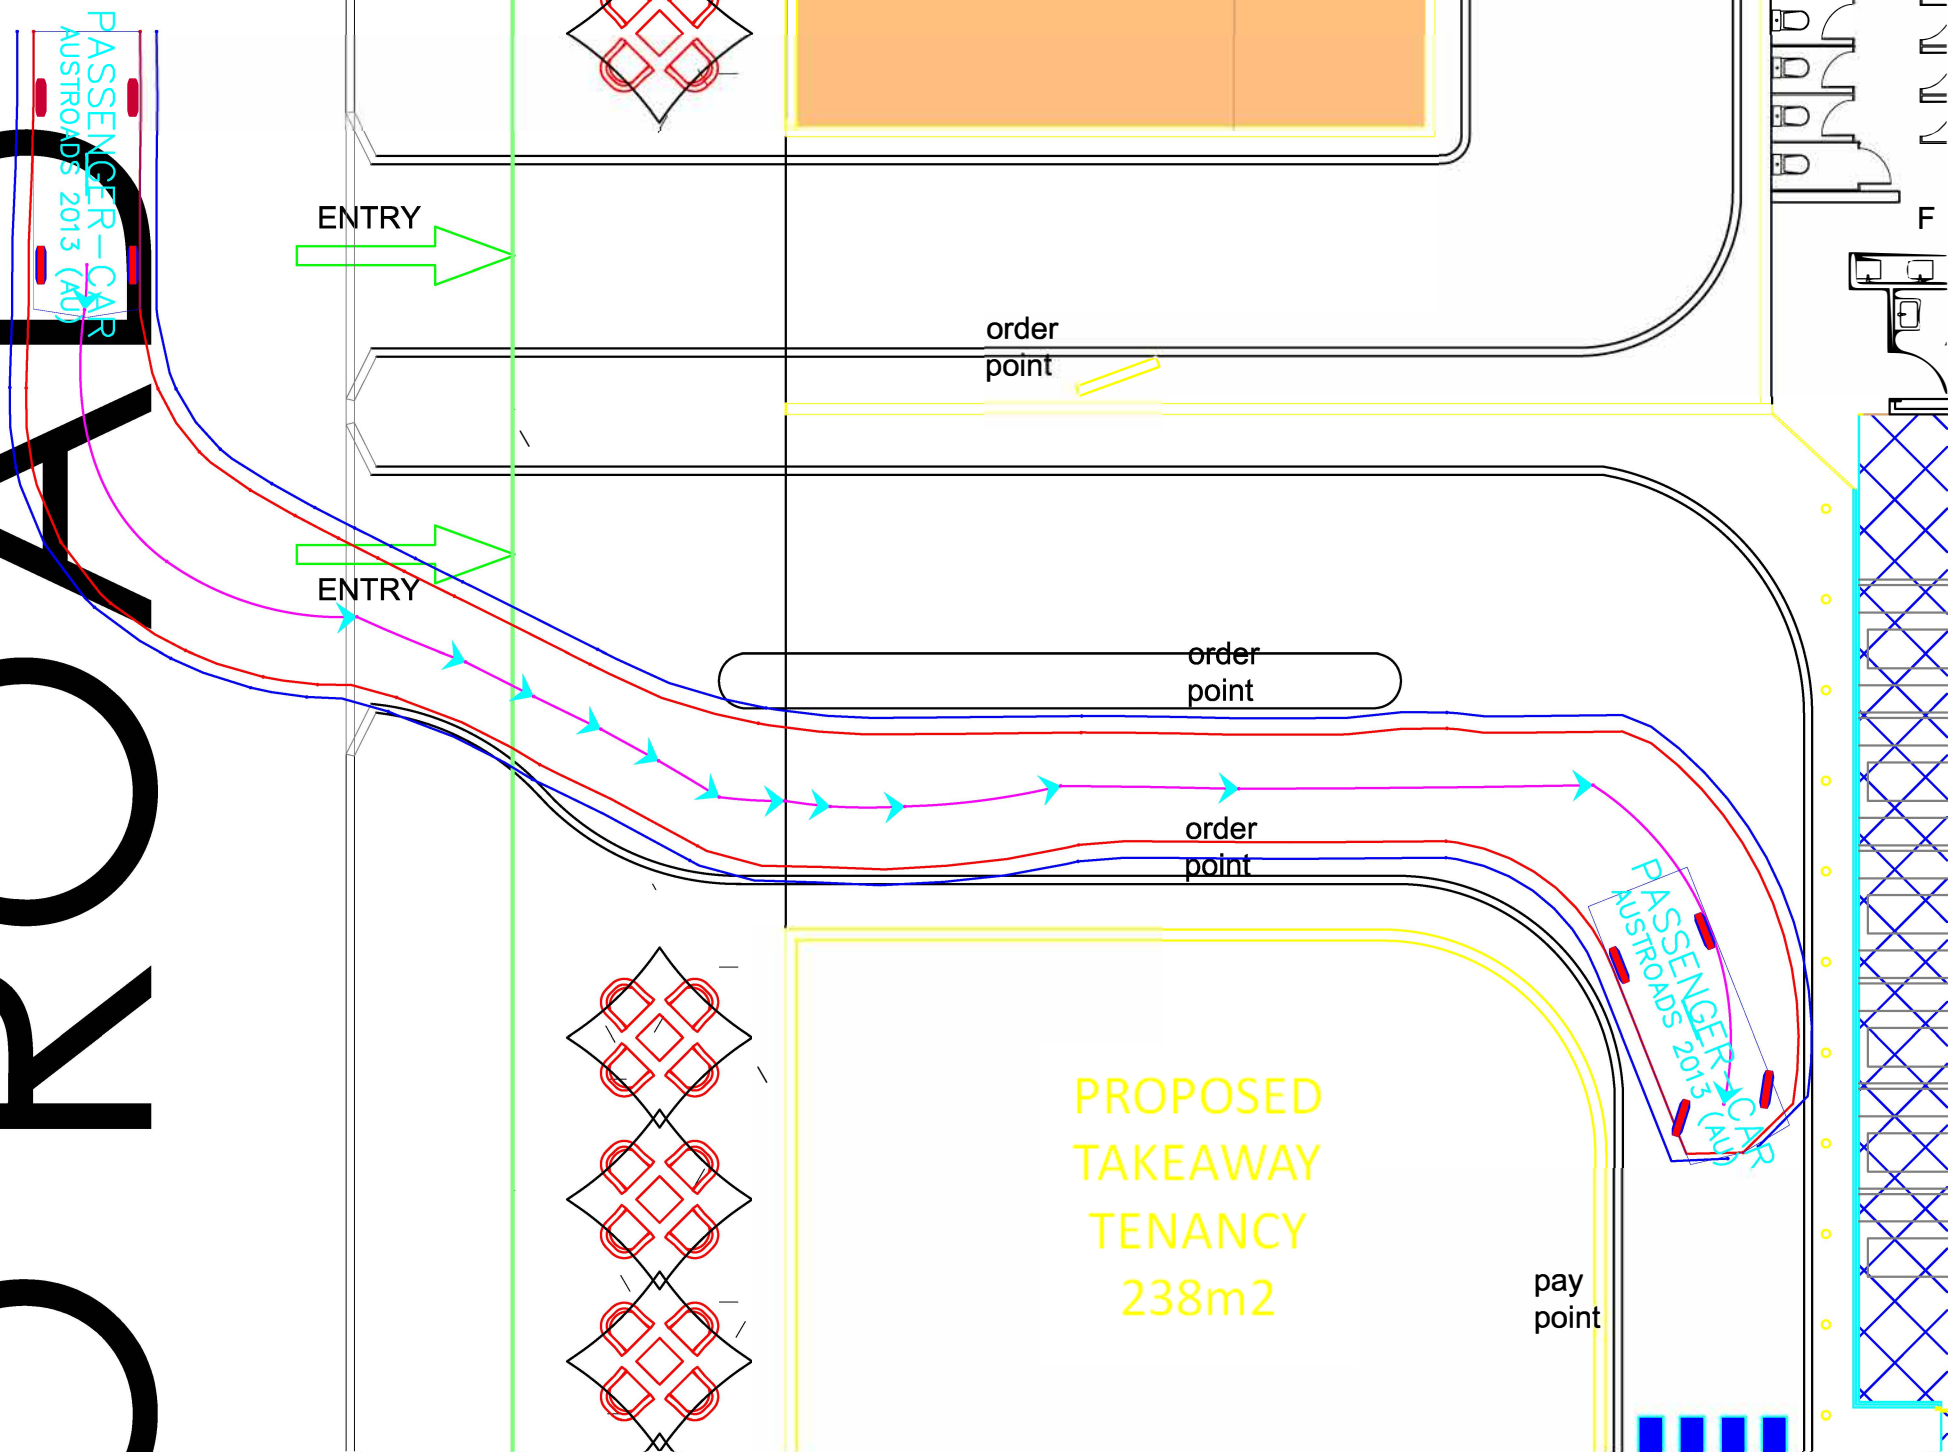 PASSENGER-CAR
AUSTROADS 2013 (AU)
ROAD
ENTRY
F
order
point
ENTRY
order
point
order
point
PASSENGER-CAR
AUSTROADS 2013 (AU)
PROPOSED
TAKEAWAY
TENANCY
238m2
pay
point